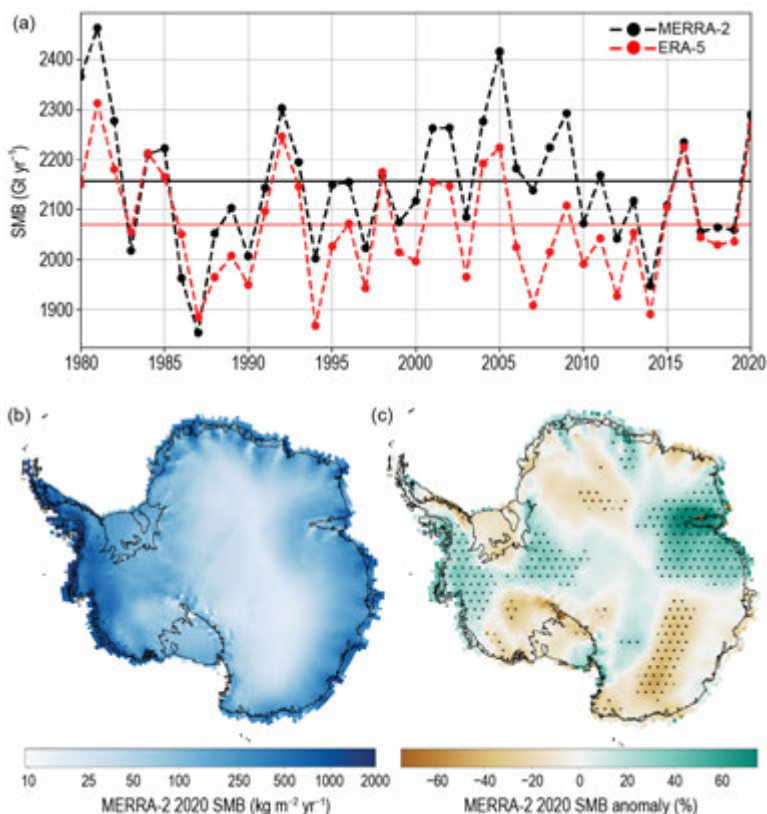 (a)
MERRA-2
ERA-5
SMB (Gt yr⁻¹)
2400
2300
2200
2100
2000
1900
1980 1985 1990 1995 2000 2005 2010 2015 2020
(b) (c)
10 25 50 100 250 500 1000 2000
MERRA-2 2020 SMB (kg m⁻² yr⁻¹)
−60 −40 −20 0 20 40 60
MERRA-2 2020 SMB anomaly (%)